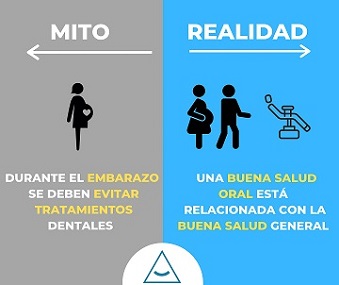 MITO
DURANTE EL EMBARAZO
SE DEBEN EVITAR
TRATAMIENTOS
DENTALES
REALIDAD
UNA BUENA SALUD
ORAL ESTÁ
RELACIONADA CON LA
BUENA SALUD GENERAL